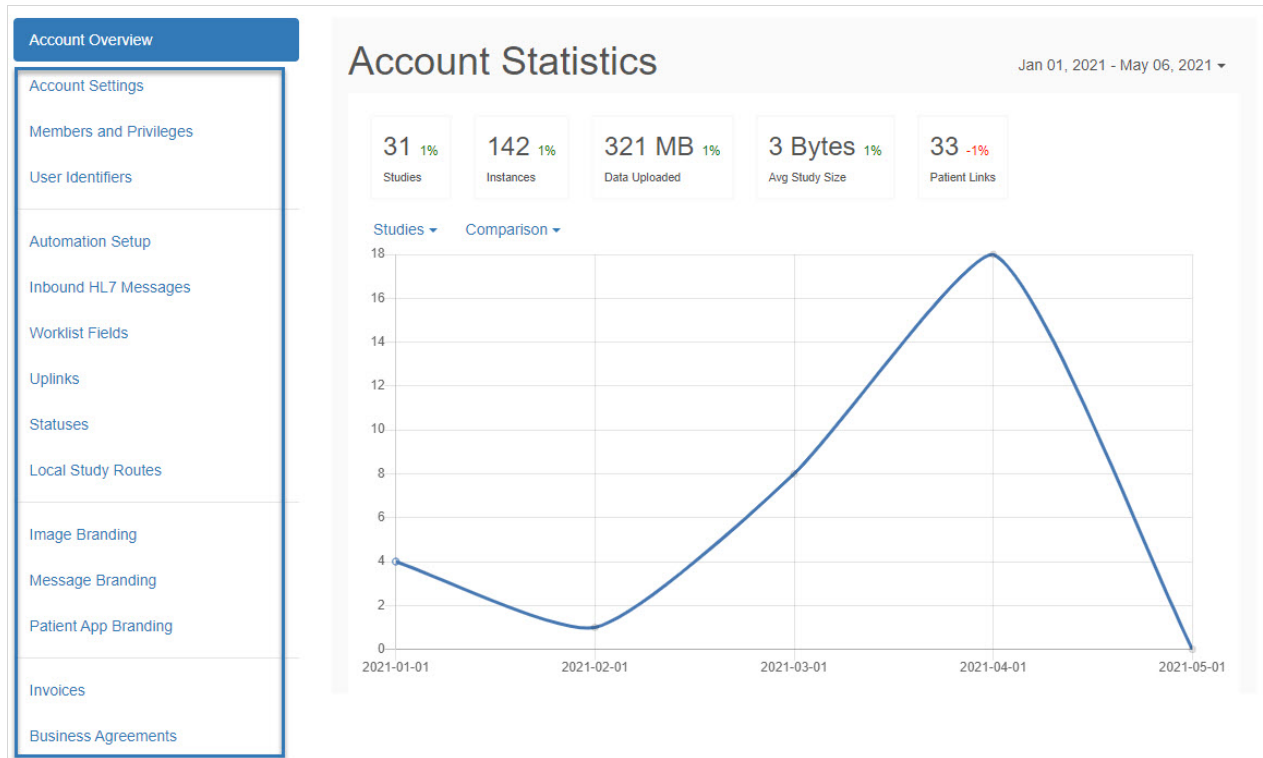 Account Overview
Account Settings
Members and Privileges
User Identifiers
Automation Setup
Inbound HL7 Messages
Worklist Fields
Uplinks
Statuses
Local Study Routes
Image Branding
Message Branding
Patient App Branding
Invoices
Business Agreements
Account Statistics
Jan 01, 2021 - May 06, 2021
31 1%
Studies
142 1%
Instances
321 MB 1%
Data Uploaded
3 Bytes 1%
Avg Study Size
33 -1%
Patient Links
Studies Comparison
18
16
14
12
10
8
6
4
2
0
2021-01-01 2021-02-01 2021-03-01 2021-04-01 2021-05-01